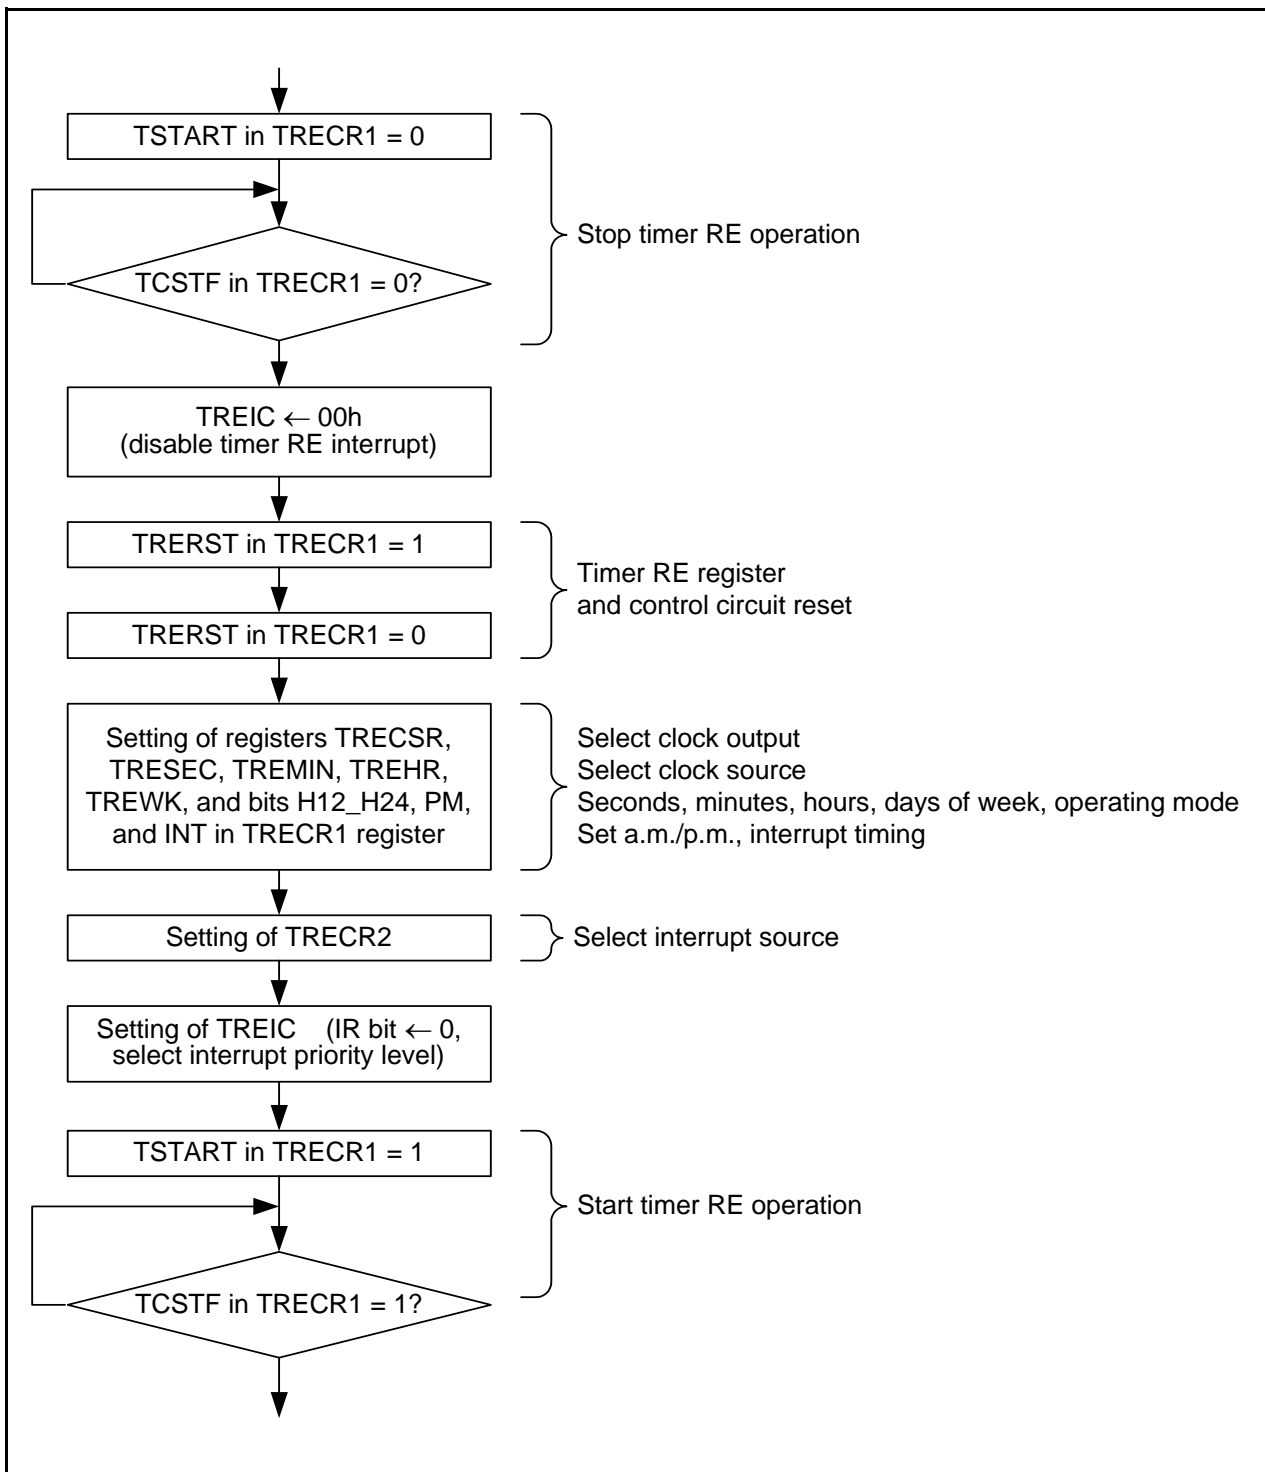 TSTART in TRECR1 = 0
TCSTF in TRECR1 = 0?
Stop timer RE operation
TREIC ← 00h
(disable timer RE interrupt)
TRERST in TRECR1 = 1
TRERST in TRECR1 = 0
Timer RE register
and control circuit reset
Setting of registers TRECSR,
TRESEC, TREMIN, TREHR,
TREWK, and bits H12_H24, PM,
and INT in TRECR1 register
Select clock output
Select clock source
Seconds, minutes, hours, days of week, operating mode
Set a.m./p.m., interrupt timing
Setting of TRECR2
Select interrupt source
Setting of TREIC (IR bit ← 0,
select interrupt priority level)
TSTART in TRECR1 = 1
TCSTF in TRECR1 = 1?
Start timer RE operation